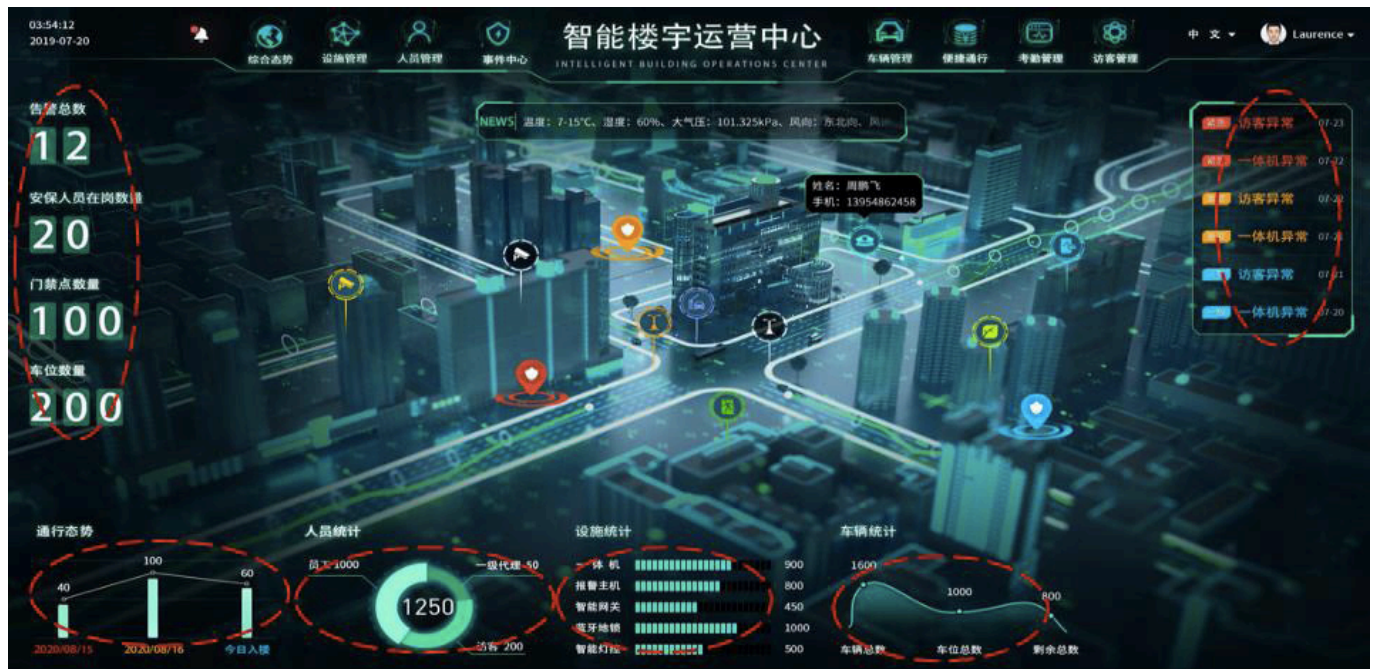 03:54:12
2019-07-20
综合态势
设施管理
人员管理
事件中心
智能楼宇运营中心
INTELLIGENT BUILDING OPERATIONS CENTER
车辆管理
便捷通行
考勤管理
访客管理
中 文
Laurence
告警总数
12
安保人员在岗数量
20
门禁点数量
100
车位数量
200
NEWS 温度：7-15℃、湿度：60%、大气压：101.325kPa、风向：东北向、风
姓名：周鹏飞
手机：13954862458
访客异常 07-23
一体机异常 07-22
访客异常 07-22
一体机异常 07-21
访客异常 07-21
一体机异常 07-20
通行态势
40
100
60
2020/08/15
2020/08/16
今日入楼
人员统计
员工 1000
一级代理 50
1250
访客 200
设施统计
一体机 900
报警主机 800
智能网关 450
蓝牙地锁 1000
智能灯控 500
车辆统计
1600
1000
800
车辆总数
车位总数
剩余总数